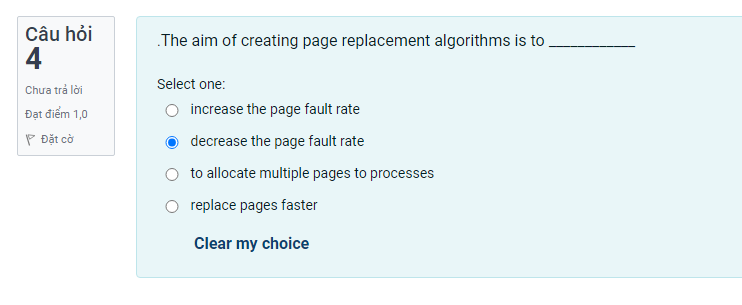 Câu hỏi
4
Chưa trả lời
Đạt điểm 1,0
Đặt cờ
.The aim of creating page replacement algorithms is to ____________
Select one:
increase the page fault rate
decrease the page fault rate
to allocate multiple pages to processes
replace pages faster
Clear my choice